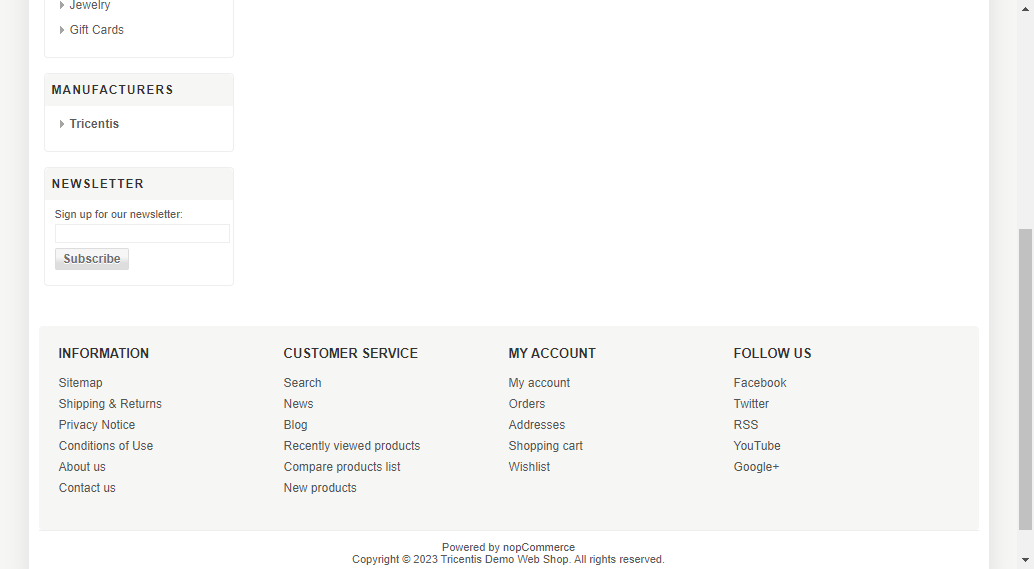 Jewelry
Gift Cards
MANUFACTURERS
Tricentis
NEWSLETTER
Sign up for our newsletter:
Subscribe
INFORMATION
Sitemap
Shipping & Returns
Privacy Notice
Conditions of Use
About us
Contact us
CUSTOMER SERVICE
Search
News
Blog
Recently viewed products
Compare products list
New products
MY ACCOUNT
My account
Orders
Addresses
Shopping cart
Wishlist
FOLLOW US
Facebook
Twitter
RSS
YouTube
Google+
Powered by nopCommerce
Copyright © 2023 Tricentis Demo Web Shop. All rights reserved.